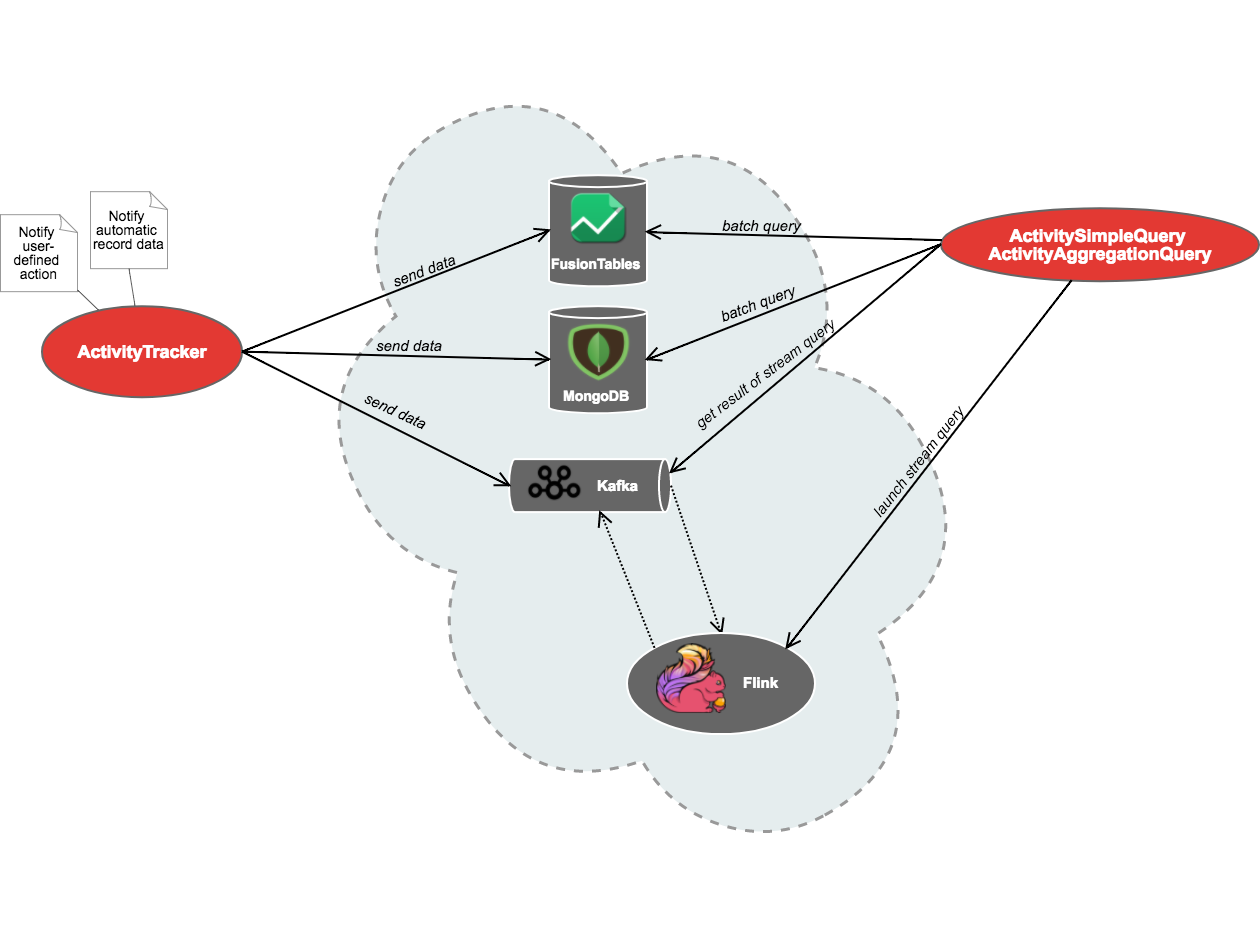 Notify
user-
defined
action
Notify
automatic
record data
ActivityTracker
send data
send data
send data
FusionTables
MongoDB
Kafka
Flink
batch query
batch query
get result of stream query
launch stream query
ActivitySimpleQuery
ActivityAggregationQuery